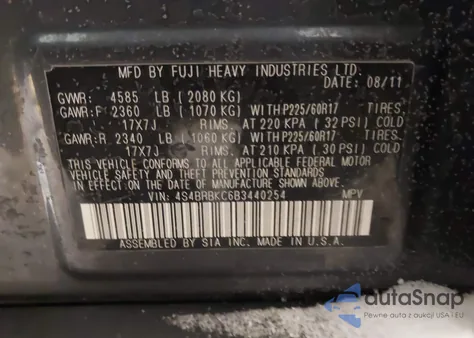 MFD BY FUJI HEAVY INDUSTRIES LTD.
08/11
GVWR: 4585 LB (2080 KG)
GAWR:F 2360 LB (1070 KG) WITH P225/60R17 TIRES.
17X7J RIMS. AT 220 KPA (32 PSI) COLD
GAWR:R 2340 LB (1060 KG) WITH P225/60R17 TIRES.
17X7J RIMS. AT 210 KPA (30 PSI) COLD
THIS VEHICLE CONFORMS TO ALL APPLICABLE FEDERAL MOTOR
VEHICLE SAFETY AND THEFT PREVENTION STANDARDS
IN EFFECT ON THE DATE OF MANUFACTURE SHOWN ABOVE.
VIN: 4S4BRBKC6B3440254 MPV
ASSEMBLED BY SIA INC. MADE IN U.S.A.
autaSnap
Pewne auta z dostawą z USA i EU